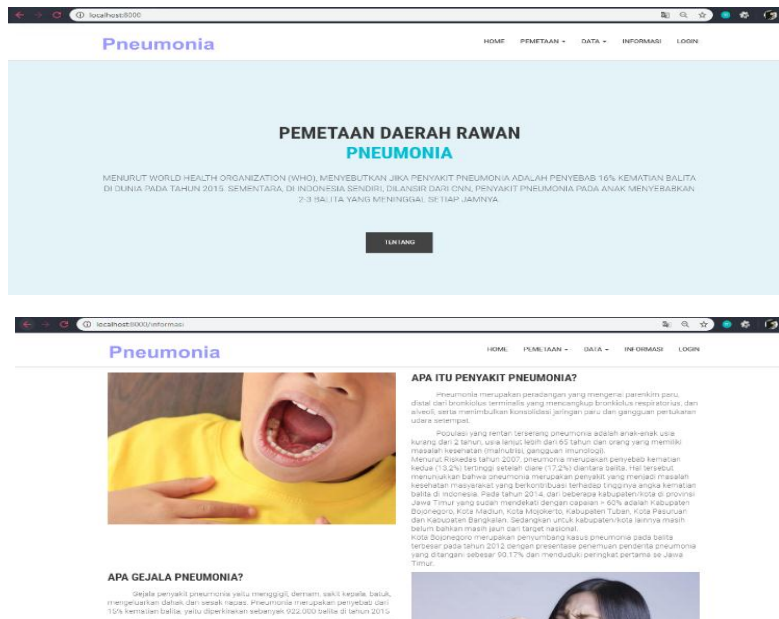 localhost:8000
Pneumonia
HOME PEMETAAN DATA INFORMASI LOGIN
PEMETAAN DAERAH RAWAN
PNEUMONIA
MENURUT WORLD HEALTH ORGANIZATION (WHO), MENYEBUTKAN JIKA PENYAKIT PNEUMONIA ADALAH PENYEBAB 16% KEMATIAN BALITA
DI DUNIA PADA TAHUN 2015. SEMENTARA, DI INDONESIA SENDIRI, DILANSIR DARI CNN, PENYAKIT PNEUMONIA PADA ANAK MENYEBABKAN
2-3 BALITA YANG MENINGGAL SETIAP JAMNYA.
TENTANG
localhost:8000/informasi
Pneumonia
HOME PEMETAAN DATA INFORMASI LOGIN
APA ITU PENYAKIT PNEUMONIA?
Pneumonia merupakan peradangan yang mengenai parenkim paru,
distal dari bronkiolus terminalis yang mencangkup bronkiolus respiratorius, dan
alveoli, serta menimbulkan konsolidasi jaringan paru dan gangguan pertukaran
udara setempat.
Populasi yang rentan terserang pneumonia adalah anak-anak usia
kurang dari 2 tahun, usia lanjut lebih dari 65 tahun dan orang yang memiliki
masalah kesehatan (malnutrisi, gangguan imunologi).
Menurut Riskedas tahun 2007, pneumonia merupakan penyebab kematian
kedua (13,2%) tertinggi setelah diare (17,2%) diantara balita. Hal tersebut
menunjukkan bahwa pneumonia merupakan penyakit yang menjadi masalah
kesehatan masyarakat yang berkontribusi terhadap tingginya angka kematian
balita di Indonesia. Pada tahun 2014, dari beberapa kabupaten/kota di provinsi
Jawa Timur yang sudah mendekati dengan capaian < 60% adalah Kabupaten
Bojonegoro, Kota Madiun, Kota Mojokerto, Kabupaten Tuban, Kota Pasuruan
dan Kabupaten Bangkalan. Sedangkan untuk kabupaten/kota lainnya masih
belum bahkan masih jauh dari target nasional.
Kota Bojonegoro merupakan penyumbang kasus pneumonia pada balita
terbesar pada tahun 2012 dengan presentase penemuan penderita pneumonia
yang ditangani sebesar 90,17% dan menduduki peringkat pertama se Jawa
Timur.
APA GEJALA PNEUMONIA?
Gejala penyakit pneumonia yaitu menggigil, demam, sakit kepala, batuk,
mengeluarkan dahak dan sesak napas. Pneumonia merupakan penyebab dari
15% kematian balita, yaitu diperkirakan sebanyak 922.000 balita di tahun 2015